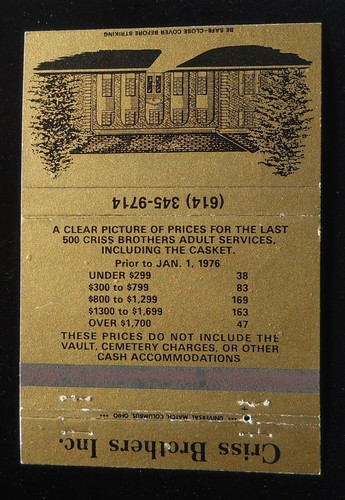 BE SAFE-CLOSE COVER BEFORE STRIKING
(614) 345-9714
A CLEAR PICTURE OF PRICES FOR THE LAST
500 CRISS BROTHERS ADULT SERVICES,
INCLUDING THE CASKET.
Prior to JAN. 1, 1976
UNDER $299 38
$300 to $799 83
$800 to $1,299 169
$1300 to $1,699 163
OVER $1,700 47
THESE PRICES DO NOT INCLUDE THE
VAULT, CEMETERY CHARGES, OR OTHER
CASH ACCOMMODATIONS
*** UNIVERSAL MATCH, COLUMBUS, OHIO ***
Criss Brothers Inc.